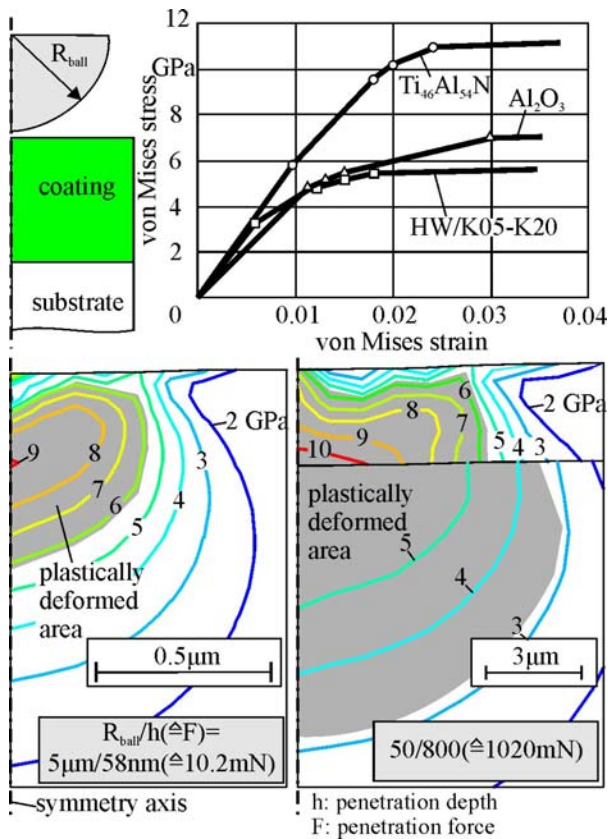 R_ball
coating
substrate
von Mises stress
12
GPa
8
6
4
2
0
0.01
0.02
0.03
0.04
von Mises strain
Ti₄₆Al₅₄N
Al₂O₃
HW/K05-K20
2 GPa
3
4
5
6
7
8
9
plastically
deformed
area
0.5μm
R_ball/h(≙F)=
5μm/58nm(≙10.2mN)
symmetry axis
6
2 GPa
8
9
7
10
5
4
3
plastically deformed
area
5
4
3
3μm
50/800(≙1020mN)
h: penetration depth
F: penetration force